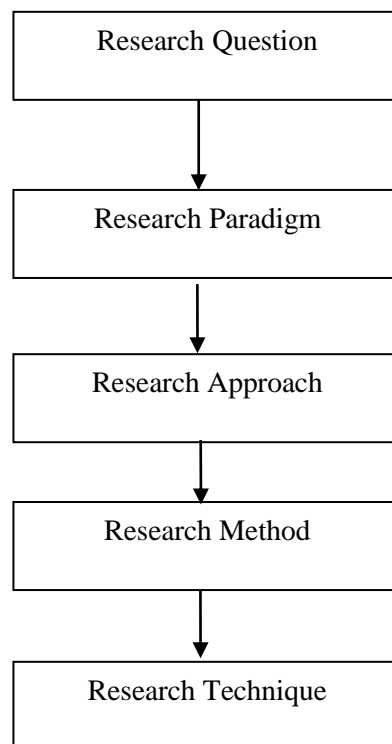 Research Question
Research Paradigm
Research Approach
Research Method
Research Technique